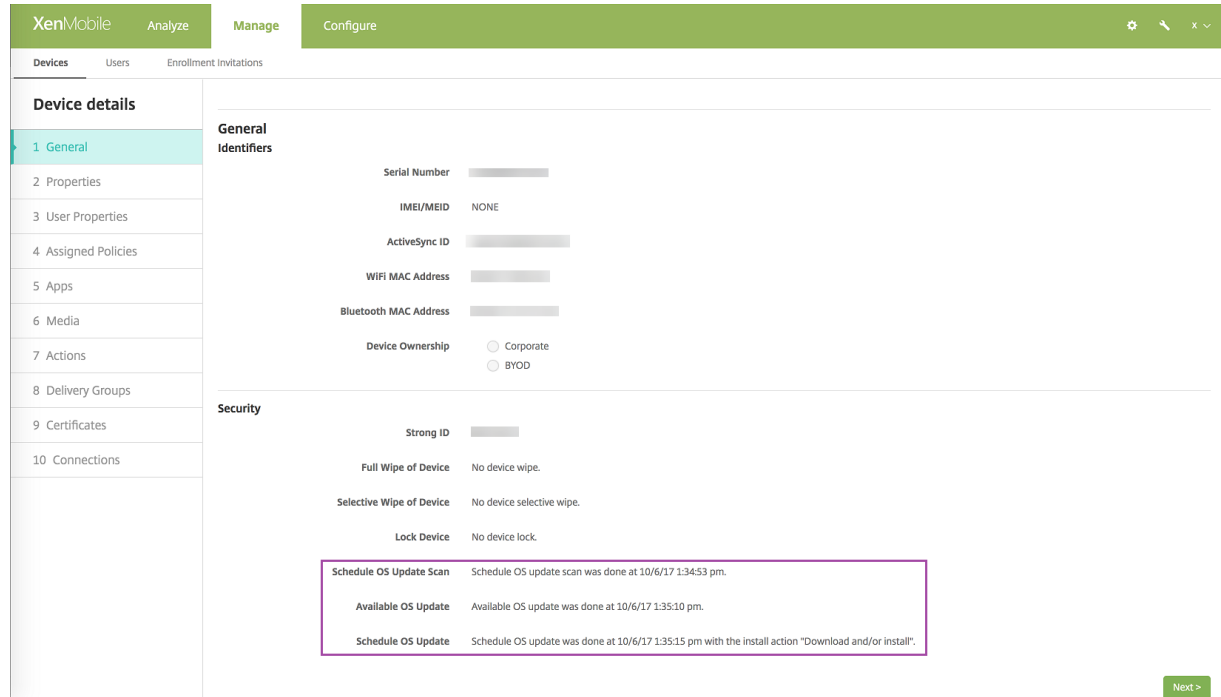 XenMobile Analyze Manage Configure x
Devices Users Enrollment Invitations
Device details
1 General
2 Properties
3 User Properties
4 Assigned Policies
5 Apps
6 Media
7 Actions
8 Delivery Groups
9 Certificates
10 Connections
General
Identifiers
Serial Number
IMEI/MEID NONE
ActiveSync ID
WiFi MAC Address
Bluetooth MAC Address
Device Ownership Corporate
BYOD
Security
Strong ID
Full Wipe of Device No device wipe.
Selective Wipe of Device No device selective wipe.
Lock Device No device lock.
Schedule OS Update Scan Schedule OS update scan was done at 10/6/17 1:34:53 pm.
Available OS Update Available OS update was done at 10/6/17 1:35:10 pm.
Schedule OS Update Schedule OS update was done at 10/6/17 1:35:15 pm with the install action "Download and/or install".
Next >